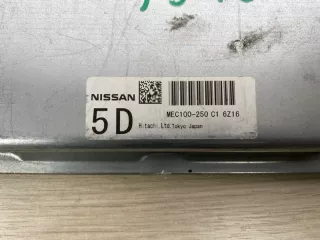 NISSAN
MEC100-250 C1 6Z16
5D
Hitachi,Ltd.Tokyo Japan